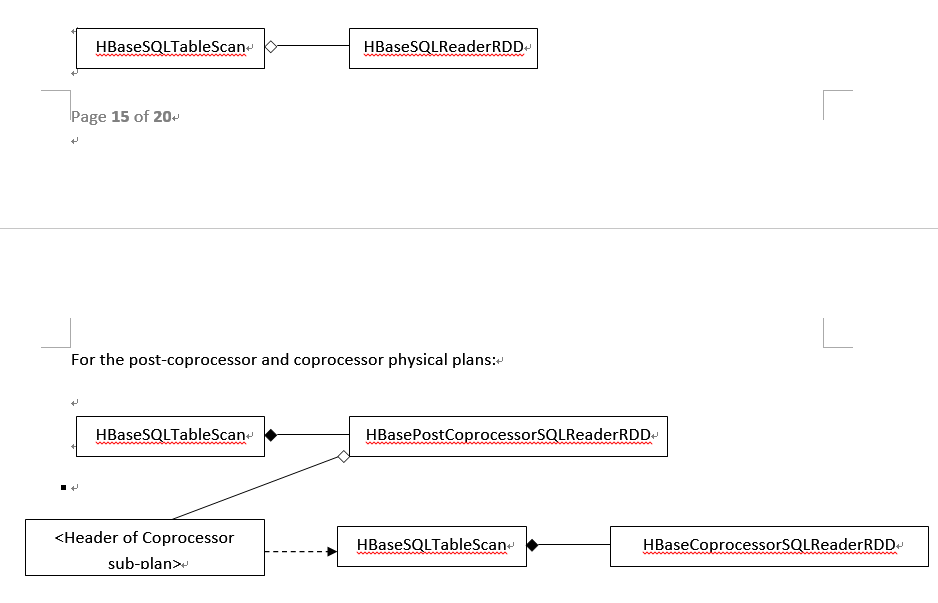 HBaseSQLTableScan HBaseSQLReaderRDD
Page 15 of 20
For the post-coprocessor and coprocessor physical plans:
HBaseSQLTableScan HBasePostCoprocessorSQLReaderRDD
<Header of Coprocessor
sub-plan>
HBaseSQLTableScan HBaseCoprocessorSQLReaderRDD